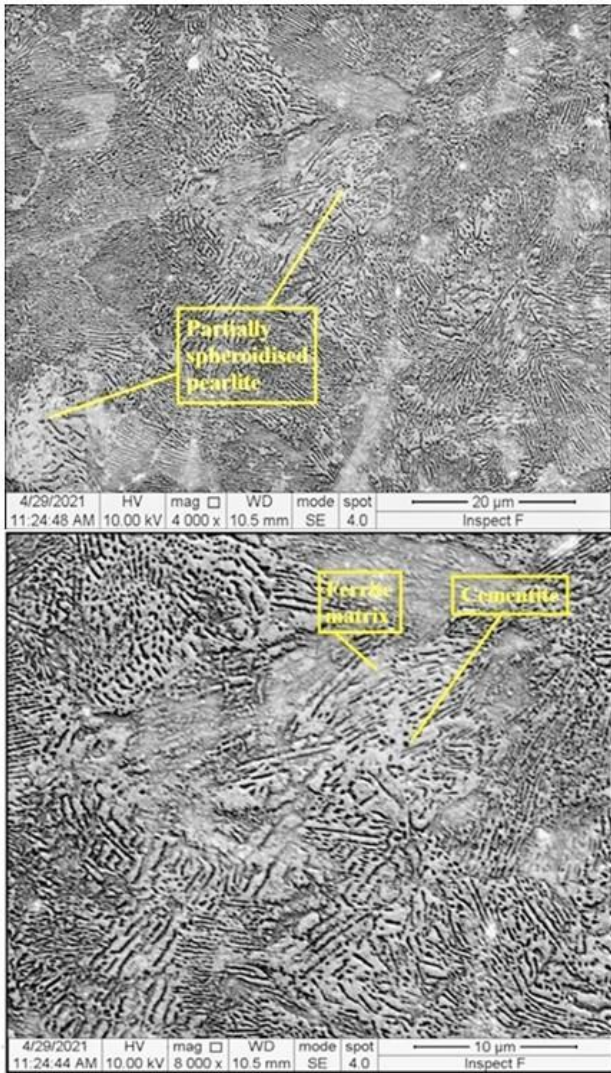 Partially
spheroidised
pearlite
4/29/2021 HV mag □ WD mode spot 20 µm
11:24:48 AM 10.00 kV 4 000 x 10.5 mm SE 4.0 Inspect F
Ferrite
matrix
Cementite
4/29/2021 HV mag □ WD mode spot 10 µm
11:24:44 AM 10.00 kV 8 000 x 10.5 mm SE 4.0 Inspect F